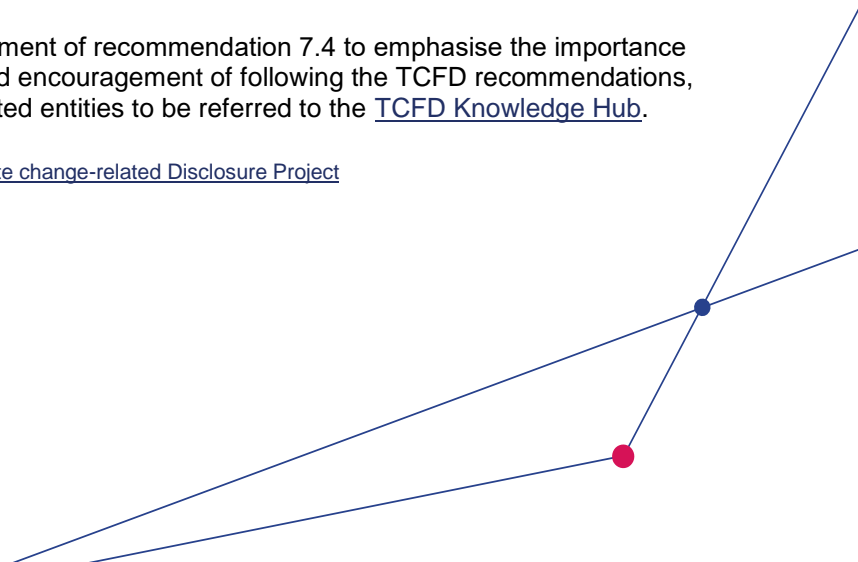 ment of recommendation 7.4 to emphasise the importance
d encouragement of following the TCFD recommendations,
ted entities to be referred to the TCFD Knowledge Hub.
te change-related Disclosure Project